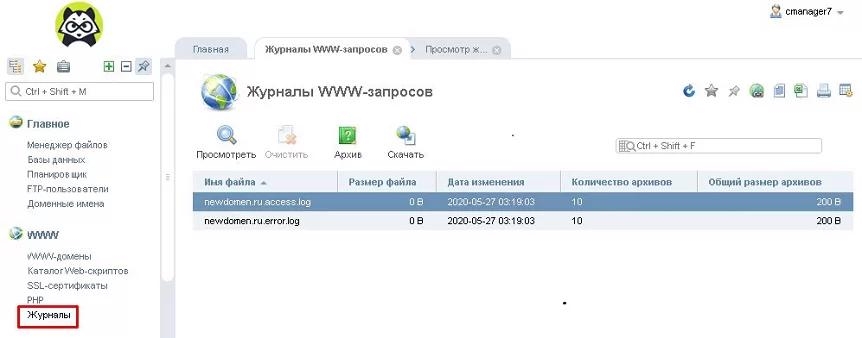 cmanager7
Главная
Журналы WWW-запросов
Просмотр ж...
Ctrl + Shift + M
Журналы WWW-запросов
Главное
Менеджер файлов
Базы данных
Планировщик
FTP-пользователи
Доменные имена
Просмотреть
Очистить
Архив
Скачать
Ctrl + Shift + F
Имя файла Размер файла Дата изменения Количество архивов Общий размер архивов
newdomen.ru.access.log 0 B 2020-05-27 03:19:03 10 200 B
newdomen.ru.error.log 0 B 2020-05-27 03:19:03 10 200 B
WWW
WWW-домены
Каталог Web-скриптов
SSL-сертификаты
PHP
Журналы